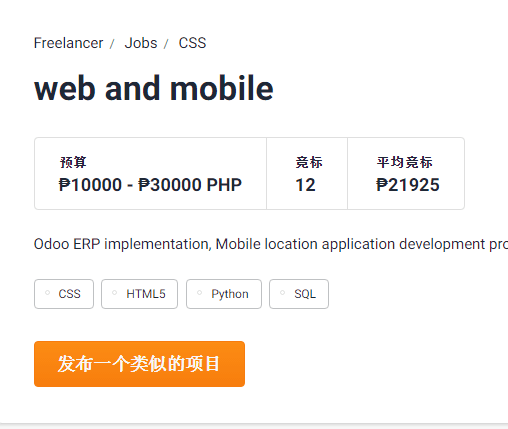 Freelancer / Jobs / CSS
web and mobile
预算 竞标 平均竞标
₱10000 - ₱30000 PHP 12 ₱21925
Odoo ERP implementation, Mobile location application development pro
CSS HTML5 Python SQL
发布一个类似的项目